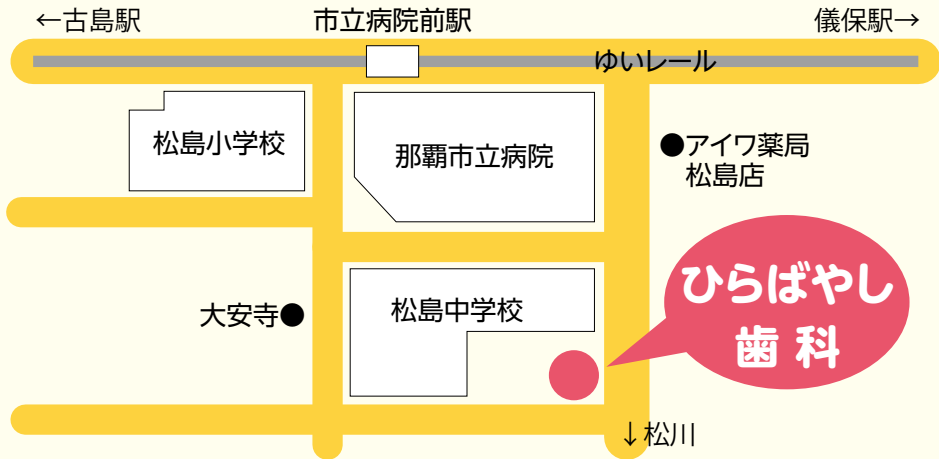 ←古島駅
市立病院前駅
儀保駅→
ゆいレール
松島小学校
那覇市立病院
●アイワ薬局
松島店
ひらばやし
歯科
大安寺●
松島中学校
↓松川